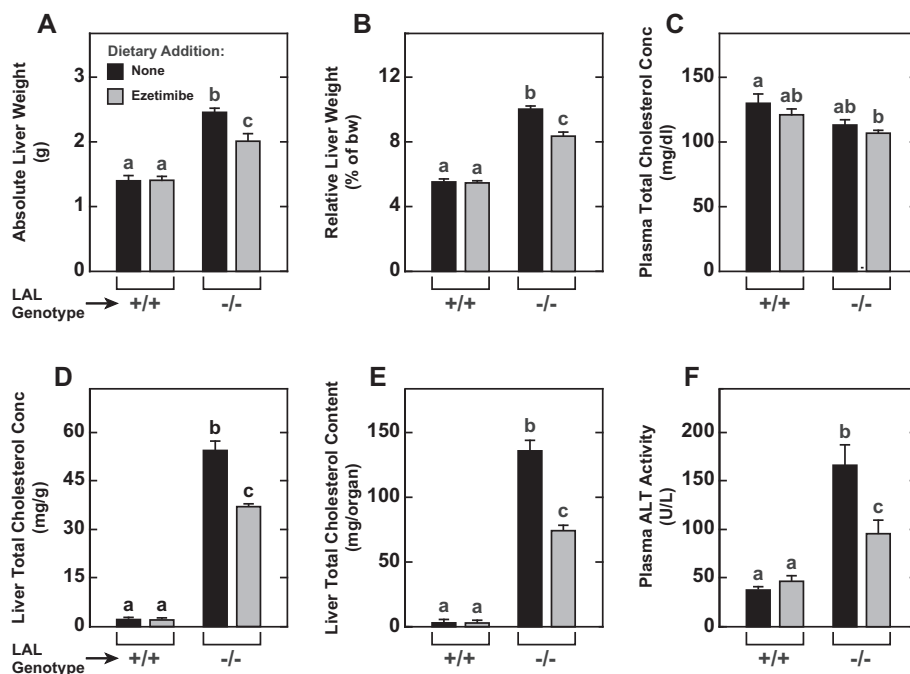 A
Absolute Liver Weight
(g)
3
2
1
0
Dietary Addition:
None
Ezetimibe
a
a
b
c
LAL
Genotype
+/+
-/-
B
Relative Liver Weight
(% of bw)
12
8
4
0
a
a
b
c
+/+
-/-
C
Plasma Total Cholesterol Conc
(mg/dl)
150
100
50
0
a
ab
ab
b
+/+
-/-
D
Liver Total Cholesterol Conc
(mg/g)
60
45
30
15
0
a
a
b
c
LAL
Genotype
+/+
-/-
E
Liver Total Cholesterol Content
(mg/organ)
150
100
50
0
a
a
b
c
+/+
-/-
F
Plasma ALT Activity
(U/L)
200
150
100
50
0
a
a
b
c
+/+
-/-